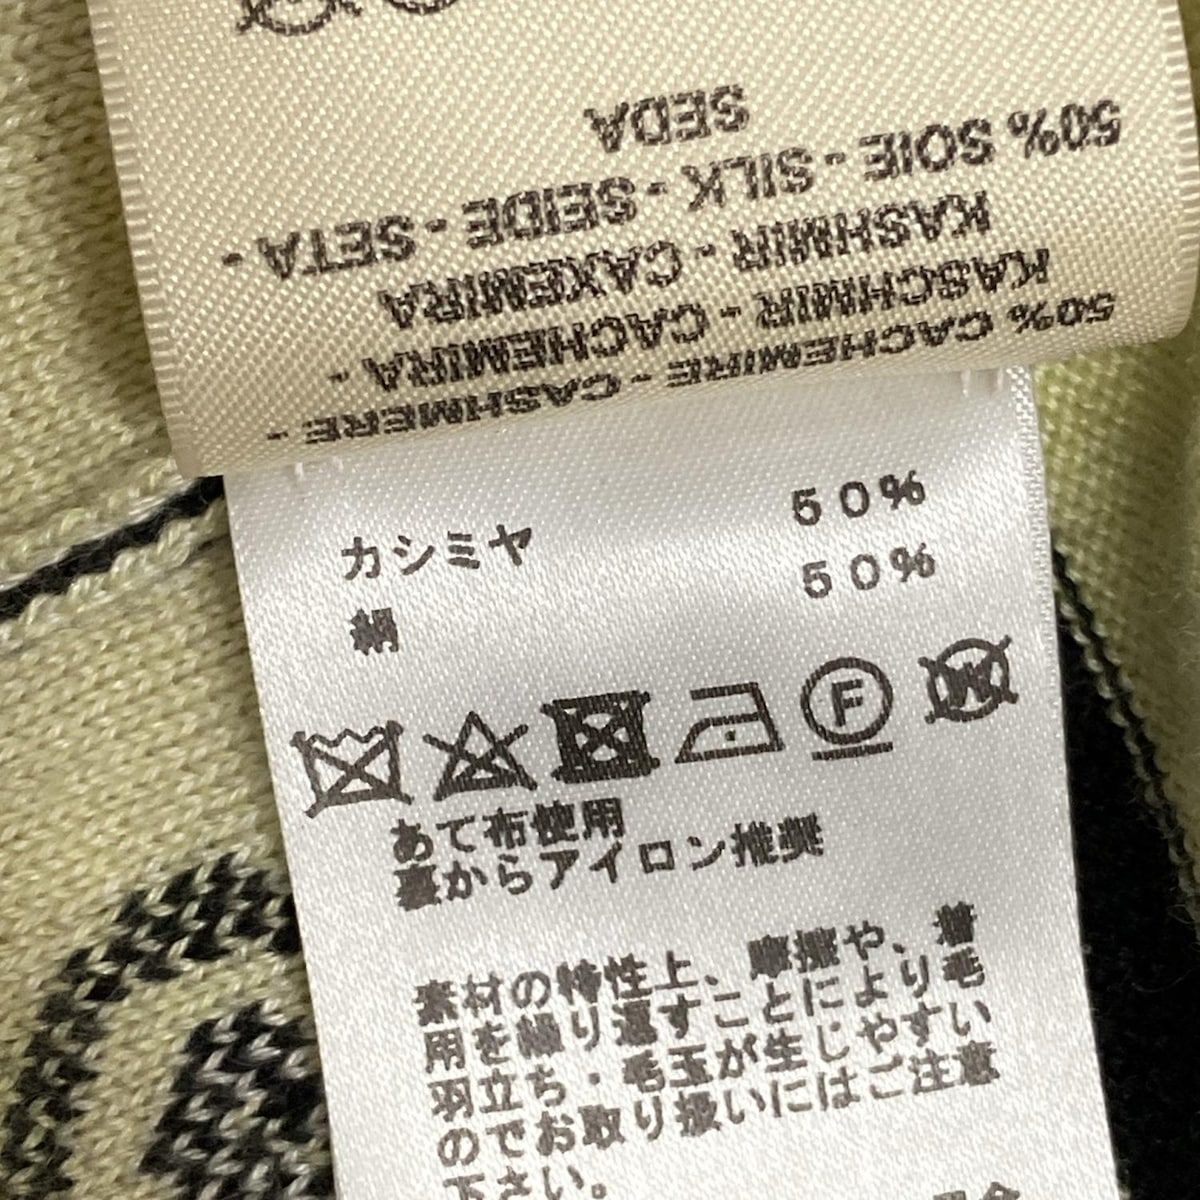 50% CACHEMIRE - CASHMERE -
KASCHMIR - CACHEMIRA -
KASHMIR - CAXEMIRA
50% SOIE - SILK - SEIDE - SETA -
SEDA
カシミヤ 50%
絹 50%
F
W
あて布使用
裏からアイロン推奨
素材の特性上、摩擦や、着
用を繰り返すことにより毛
羽立ち・毛玉が生じやすい
のでお取り扱いにはご注意
下さい。